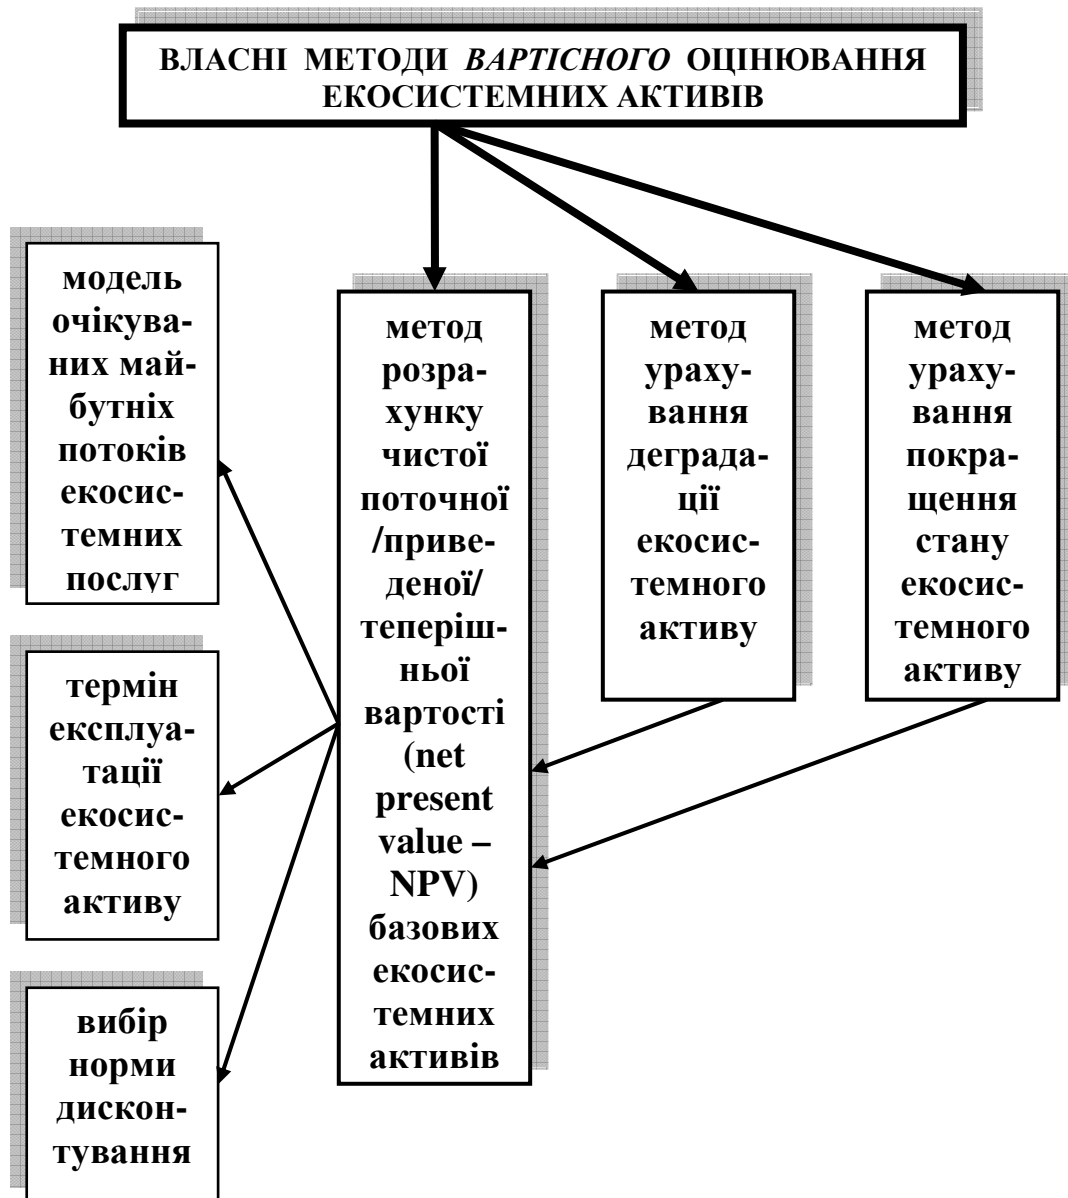 ВЛАСНІ МЕТОДИ ВАРТІСНОГО ОЦІНЮВАННЯ
ЕКОСИСТЕМНИХ АКТИВІВ
модель
очікува-
них май-
бутніх
потоків
екосис-
темних
послуг
термін
експлуа-
тації
екосис-
темного
активу
вибір
норми
дискон-
тування
метод
розра-
хунку
чистої
поточної
/приве-
деної/
теперіш-
ньої
вартості
(net
present
value –
NPV)
базових
екосис-
темних
активів
метод
ураху-
вання
деграда-
ції
екосис-
темного
активу
метод
ураху-
вання
покра-
щення
стану
екосис-
темного
активу